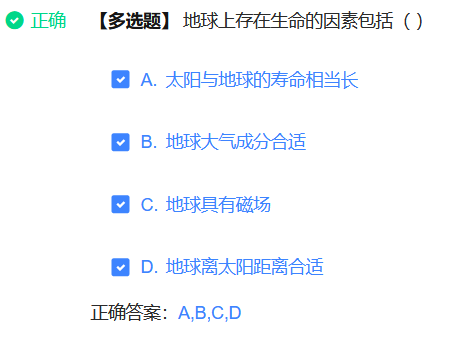 正确 【多选题】 地球上存在生命的因素包括（ ）
A. 太阳与地球的寿命相当长
B. 地球大气成分合适
C. 地球具有磁场
D. 地球离太阳距离合适
正确答案：A,B,C,D